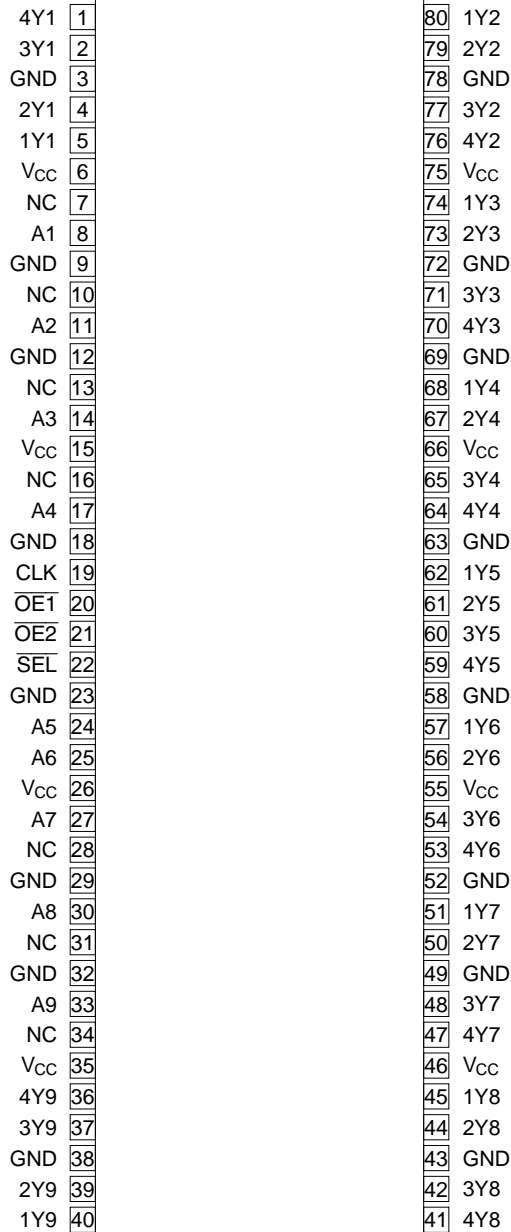 4Y1 1 80 1Y2
3Y1 2 79 2Y2
GND 3 78 GND
2Y1 4 77 3Y2
1Y1 5 76 4Y2
VCC 6 75 VCC
NC 7 74 1Y3
A1 8 73 2Y3
GND 9 72 GND
NC 10 71 3Y3
A2 11 70 4Y3
GND 12 69 GND
NC 13 68 1Y4
A3 14 67 2Y4
VCC 15 66 VCC
NC 16 65 3Y4
A4 17 64 4Y4
GND 18 63 GND
CLK 19 62 1Y5
OE1 20 61 2Y5
OE2 21 60 3Y5
SEL 22 59 4Y5
GND 23 58 GND
A5 24 57 1Y6
A6 25 56 2Y6
VCC 26 55 VCC
A7 27 54 3Y6
NC 28 53 4Y6
GND 29 52 GND
A8 30 51 1Y7
NC 31 50 2Y7
GND 32 49 GND
A9 33 48 3Y7
NC 34 47 4Y7
VCC 35 46 VCC
4Y9 36 45 1Y8
3Y9 37 44 2Y8
GND 38 43 GND
2Y9 39 42 3Y8
1Y9 40 41 4Y8